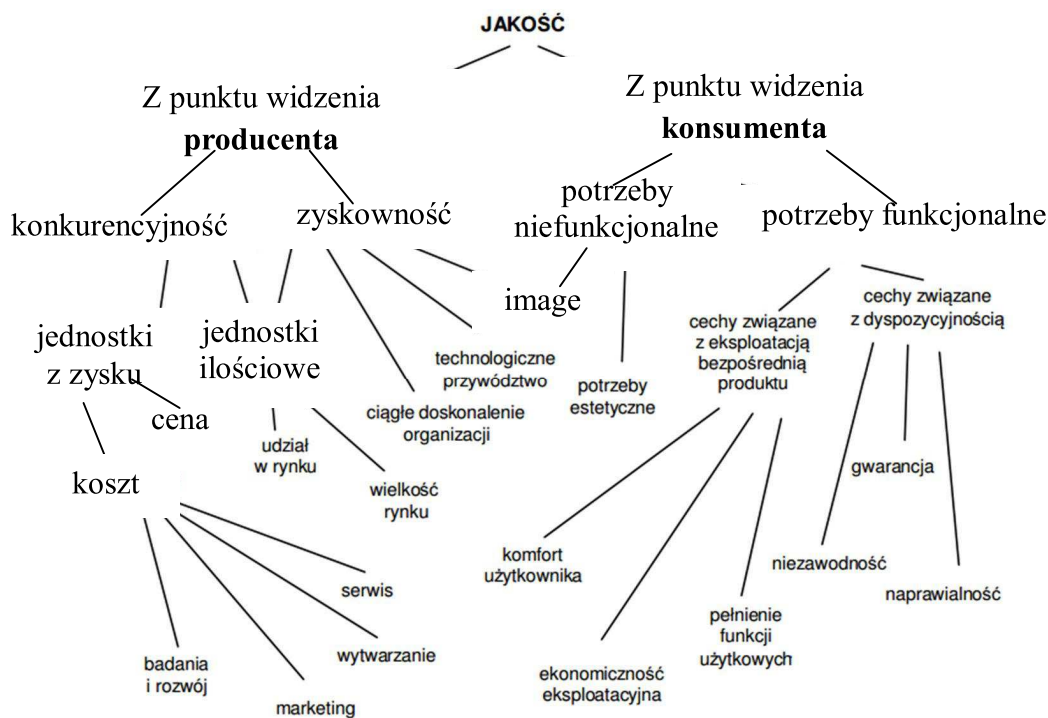 JAKOŚĆ
Z punktu widzenia
producenta
Z punktu widzenia
konsumenta
konkurencyjność
zyskowność
potrzeby
niefunkcjonalne
potrzeby funkcjonalne
jednostki
z zysku
jednostki
ilościowe
image
cechy związane
z eksploatacją
bezpośrednią
produktu
cechy związane
z dyspozycyjnością
technologiczne
przywództwo
potrzeby
estetyczne
cena
ciągłe doskonalenie
organizacji
udział
w rynku
koszt
wielkość
rynku
gwarancja
komfort
użytkownika
niezawodność
naprawialność
serwis
wytwarzanie
badania
i rozwój
marketing
ekonomiczność
eksploatacyjna
pełnienie
funkcji
użytkowych